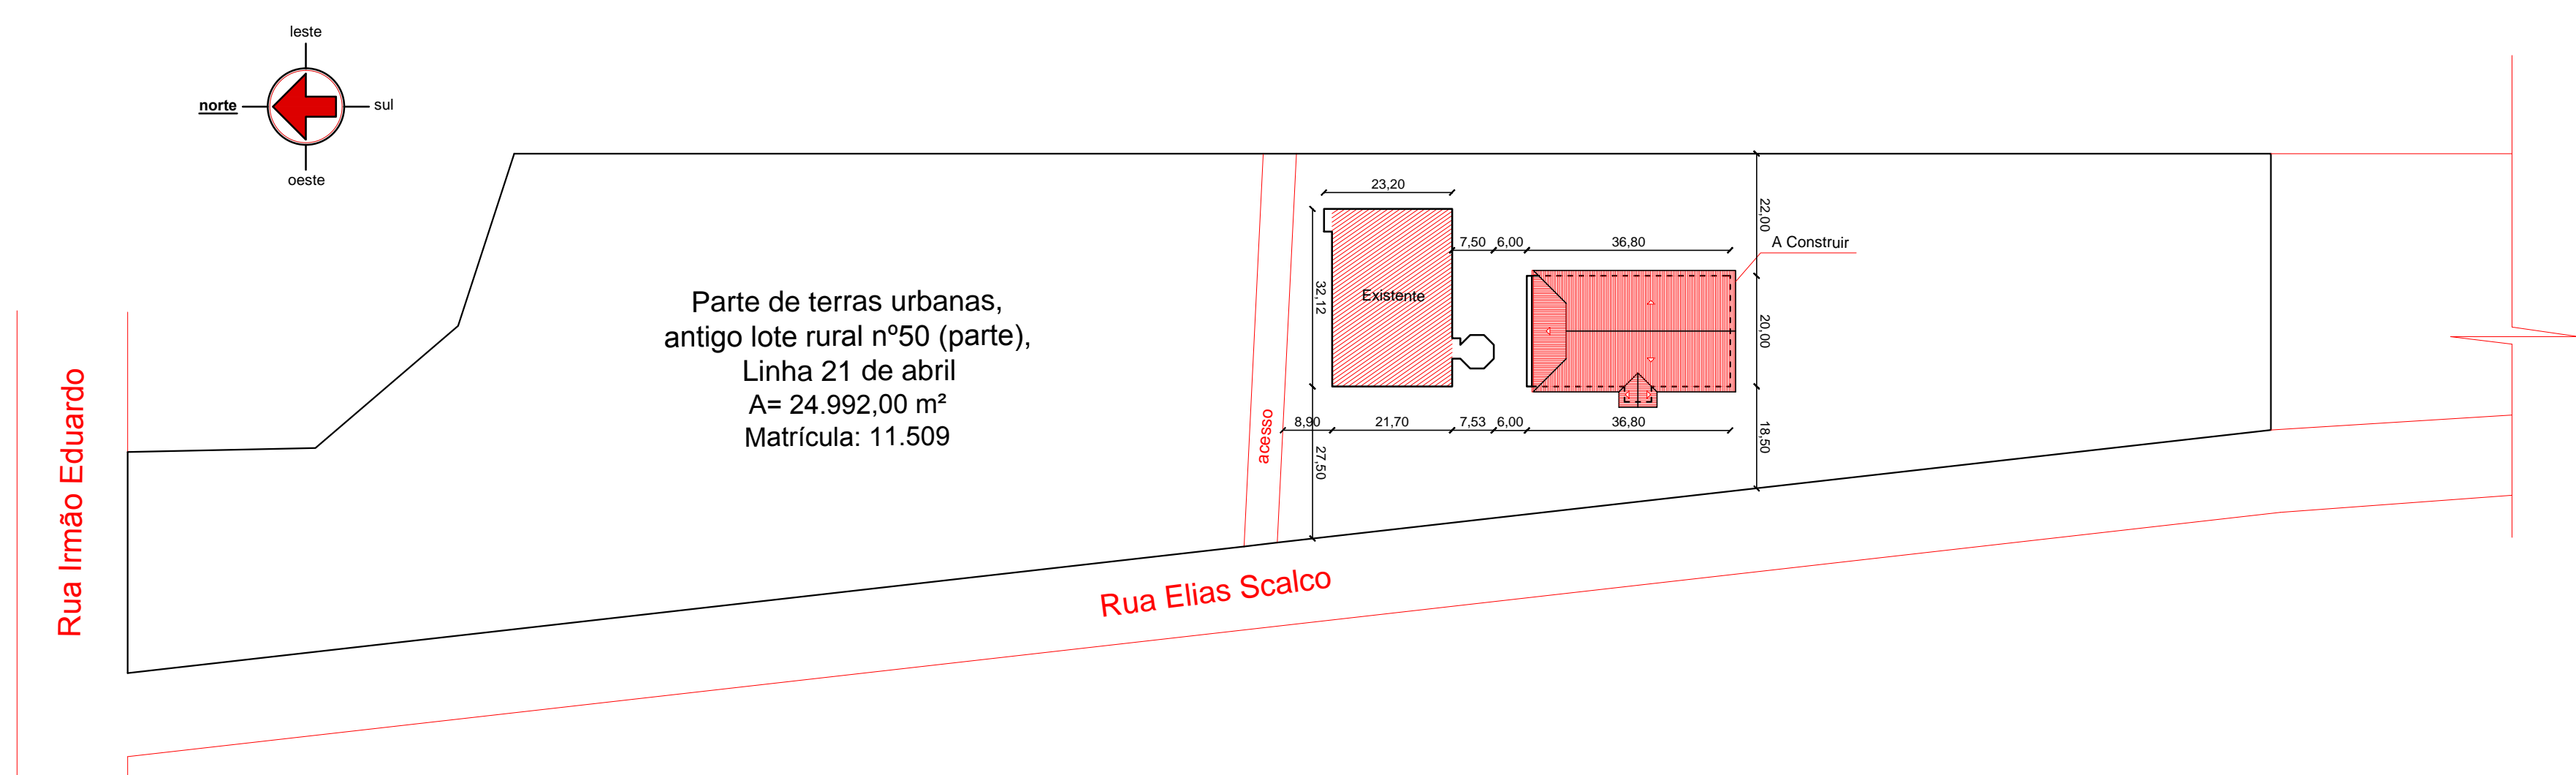 leste
norte
sul
oeste
Parte de terras urbanas,
antigo lote rural nº50 (parte),
Linha 21 de abril
A= 24.992,00 m²
Matrícula: 11.509
Rua Irmão Eduardo
acesso
Rua Elias Scalco
23,20
32,12
Existente
7,50
6,00
36,80
A Construir
22,00
20,00
18,50
8,90
21,70
7,53
6,00
36,80
27,50